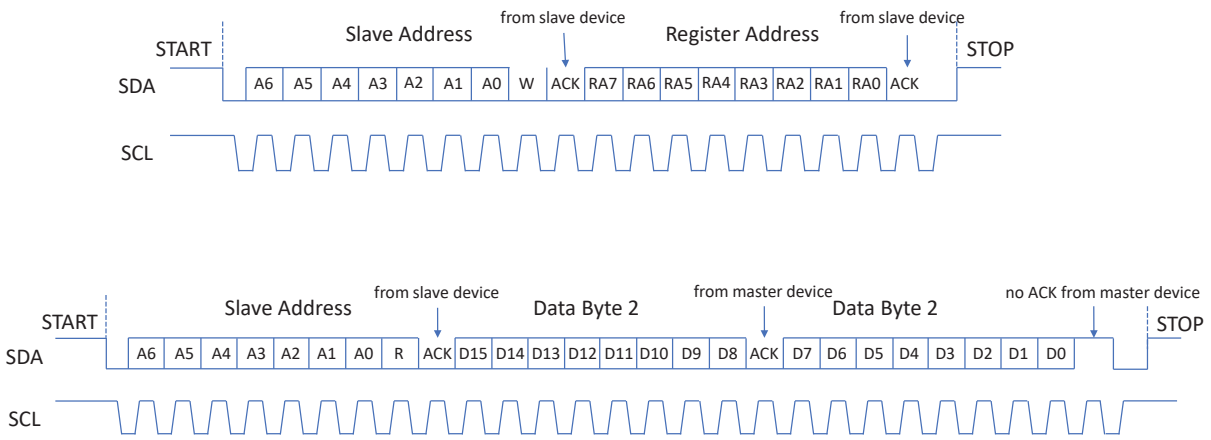 from slave device from slave device
Slave Address Register Address
START STOP
SDA A6 A5 A4 A3 A2 A1 A0 W ACK RA7 RA6 RA5 RA4 RA3 RA2 RA1 RA0 ACK
SCL
from slave device from master device no ACK from master device
Slave Address Data Byte 2 Data Byte 2
START STOP
SDA A6 A5 A4 A3 A2 A1 A0 R ACK D15 D14 D13 D12 D11 D10 D9 D8 ACK D7 D6 D5 D4 D3 D2 D1 D0
SCL